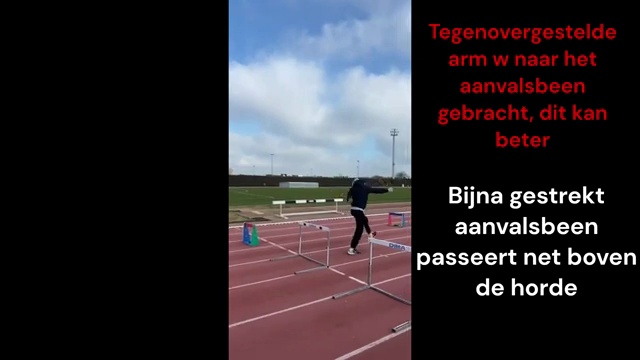 Tegenovergestelde
arm w naar het
aanvalsbeen
gebracht, dit kan
beter
Bijna gestrekt
aanvalsbeen
passeert net boven
de horde